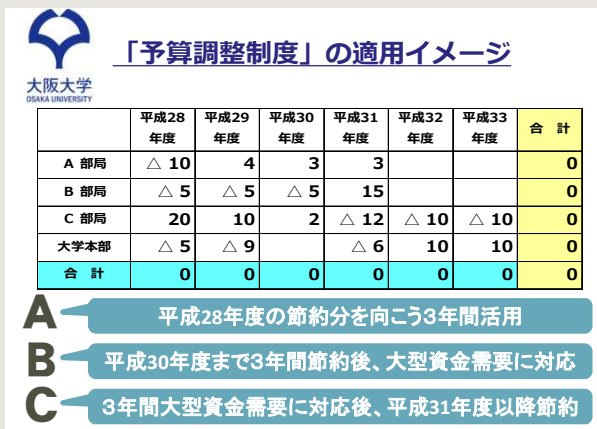 「予算調整制度」の適用イメージ
大阪大学
OSAKA UNIVERSITY
平成28年度 平成29年度 平成30年度 平成31年度 平成32年度 平成33年度 合 計
A 部局 △ 10 4 3 3 0
B 部局 △ 5 △ 5 △ 5 15 0
C 部局 20 10 2 △ 12 △ 10 △ 10 0
大学本部 △ 5 △ 9 △ 6 10 10 0
合 計 0 0 0 0 0 0 0
A 平成28年度の節約分を向こう3年間活用
B 平成30年度まで3年間節約後、大型資金需要に対応
C 3年間大型資金需要に対応後、平成31年度以降節約